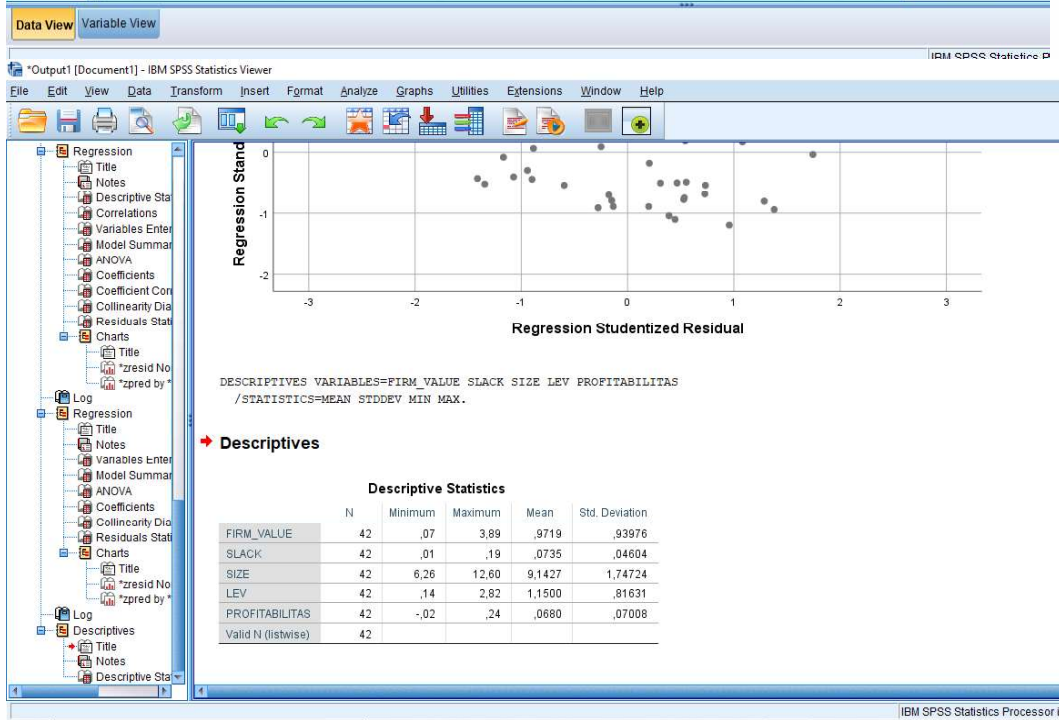 Data View Variable View
IBM SPSS Statistics P
*Output1 [Document1] - IBM SPSS Statistics Viewer
File Edit View Data Transform Insert Format Analyze Graphs Utilities Extensions Window Help
Regression
Title
Notes
Descriptive Sta
Correlations
Variables Enter
Model Summar
ANOVA
Coefficients
Coefficient Corr
Collinearity Dia
Residuals Stati
Charts
Title
*zresid No
*zpred by *
Log
Regression
Title
Notes
Variables Enter
Model Summar
ANOVA
Coefficients
Collinearity Dia
Residuals Stati
Charts
Title
*zresid No
*zpred by *
Log
Descriptives
Title
Notes
Descriptive Sta
Regression Stand
0
-1
-2
-3 -2 -1 0 1 2 3
Regression Studentized Residual
DESCRIPTIVES VARIABLES=FIRM_VALUE SLACK SIZE LEV PROFITABILITAS
/STATISTICS=MEAN STDDEV MIN MAX.
Descriptives
Descriptive Statistics
N Minimum Maximum Mean Std. Deviation
FIRM_VALUE 42 ,07 3,89 ,9719 ,93976
SLACK 42 ,01 ,19 ,0735 ,04604
SIZE 42 6,26 12,60 9,1427 1,74724
LEV 42 ,14 2,82 1,1500 ,81631
PROFITABILITAS 42 -,02 ,24 ,0680 ,07008
Valid N (listwise) 42
IBM SPSS Statistics Processor i